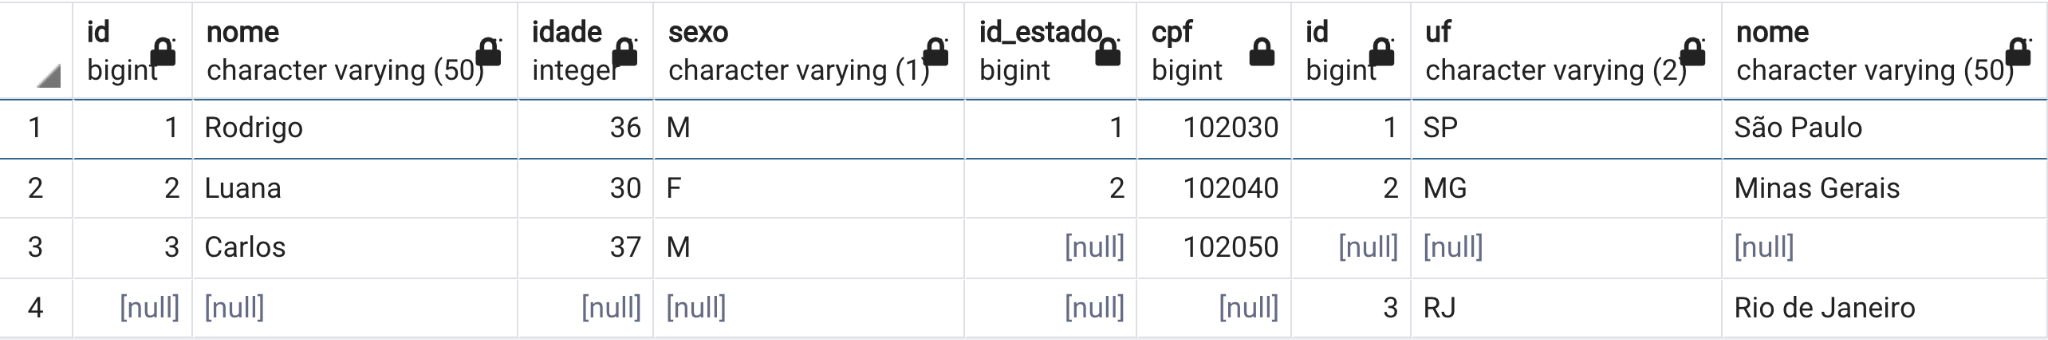 id nome idade sexo id_estado cpf id uf nome
bigint character varying (50) integer character varying (1) bigint bigint bigint character varying (2) character varying (50)
1 1 Rodrigo 36 M 1 102030 1 SP São Paulo
2 2 Luana 30 F 2 102040 2 MG Minas Gerais
3 3 Carlos 37 M [null] 102050 [null] [null] [null]
4 [null] [null] [null] [null] [null] [null] 3 RJ Rio de Janeiro